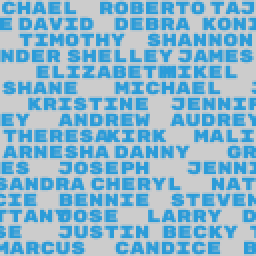 CHAEL ROBERTO TAJ
E DAVID DEBRA KONI
TIMOTHY SHANNON
NDER SHELLEY JAMES
ELIZABETH MIKEL
SHANE MICHAEL J
KRISTINE JENNIF
EY ANDREW AUDREY
THERESA KIRK MALI
ARNESHA DANNY GR
ES JOSEPH JENNI
SANDRA CHERYL NAT
CIE BENNIE STEVEN
TTANY JOSE LARRY D
SE JUSTIN BECKY T
MARCUS CANDICE B